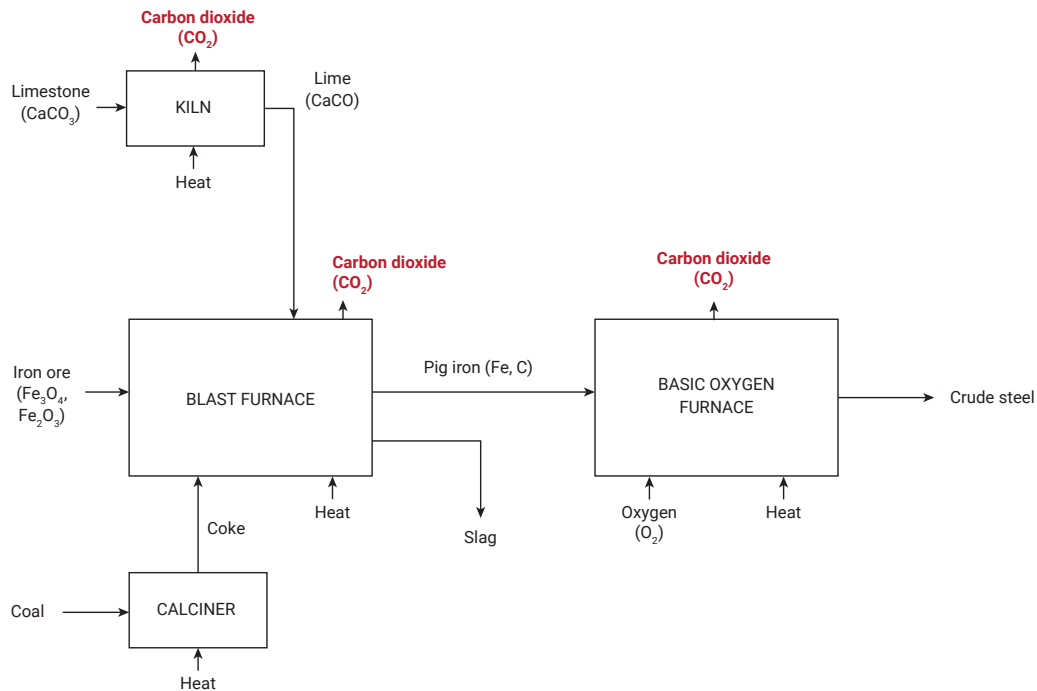 Carbon dioxide
(CO₂)
Limestone
(CaCO₃)
KILN
Lime
(CaCO)
Heat
Carbon dioxide
(CO₂)
Carbon dioxide
(CO₂)
Iron ore
(Fe₃O₄,
Fe₂O₃)
BLAST FURNACE
Pig iron (Fe, C)
BASIC OXYGEN
FURNACE
Crude steel
Heat
Slag
Oxygen
(O₂)
Heat
Coke
Coal
CALCINER
Heat